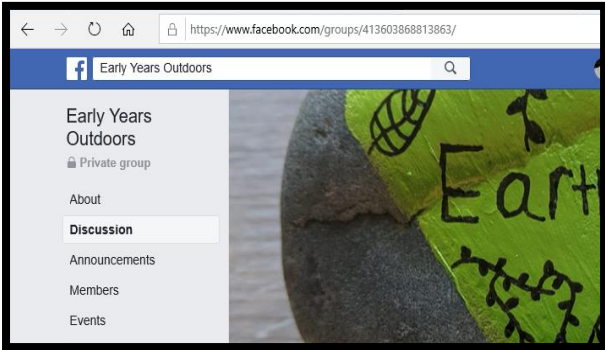 https://www.facebook.com/groups/413603868813863/
f Early Years Outdoors
Early Years
Outdoors
Private group
About
Discussion
Announcements
Members
Events
Eart